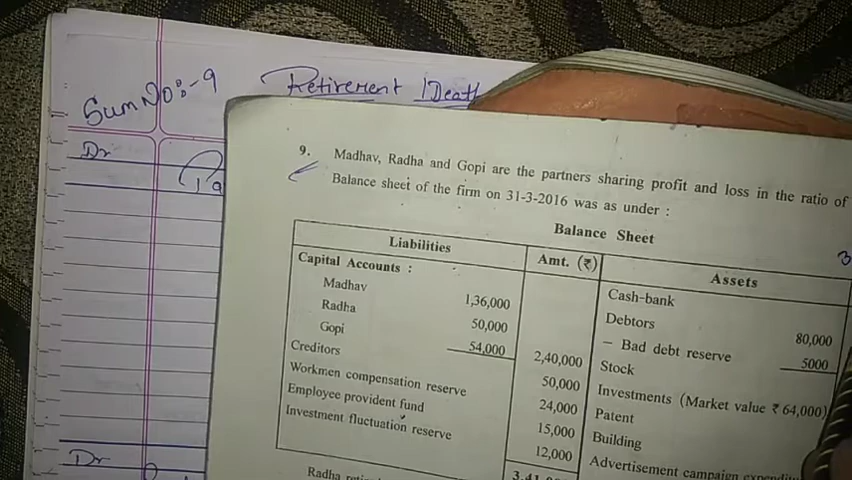 Sum No:-9
Retirement / Death
Dr
9. Madhav, Radha and Gopi are the partners sharing profit and loss in the ratio of
Balance sheet of the firm on 31-3-2016 was as under :
Balance Sheet
Liabilities Amt. (₹) Assets
Capital Accounts :
Madhav 1,36,000
Radha 50,000
Gopi 54,000 2,40,000
Creditors 50,000
Workmen compensation reserve 24,000
Employee provident fund 15,000
Investment fluctuation reserve 12,000
Cash-bank
Debtors 80,000
− Bad debt reserve 5000
Stock
Investments (Market value ₹ 64,000)
Patent
Building
Advertisement campaign
Radha
Dr